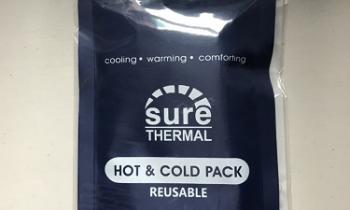 cooling • warming • comforting
sure
THERMAL
HOT & COLD PACK
REUSABLE